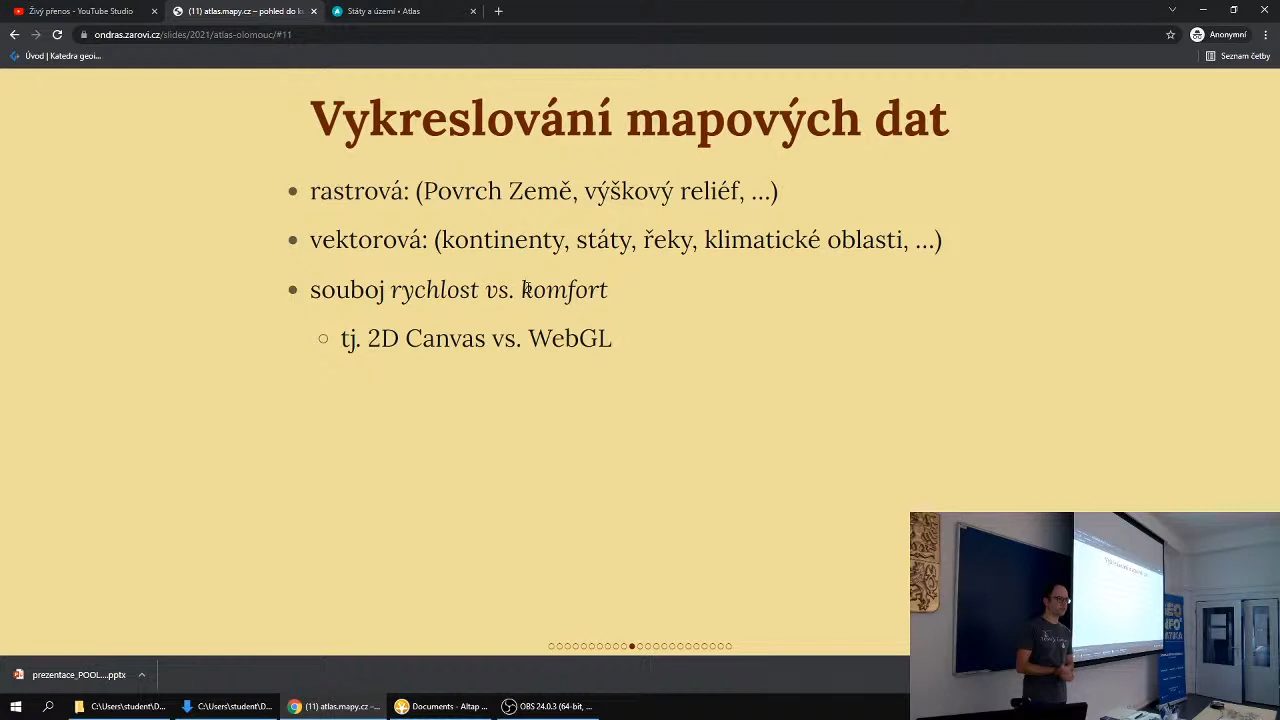 Živý přenos - YouTube Studio
(11) atlas.mapy.cz – pohled do ku
Státy a území • Atlas
ondras.zarovi.cz/slides/2021/atlas-olomouc/#11
Anonymní
Úvod | Katedra geoi...
Seznam četby
Vykreslování mapových dat
rastrová: (Povrch Země, výškový reliéf, …)
vektorová: (kontinenty, státy, řeky, klimatické oblasti, …)
souboj rychlost vs. komfort
tj. 2D Canvas vs. WebGL
GEO
INFO
prezentace_POOL....pptx
C:\Users\student\D...
C:\Users\student\D...
(11) atlas.mapy.cz –...
Documents - Altap ...
OBS 24.0.3 (64-bit, ...